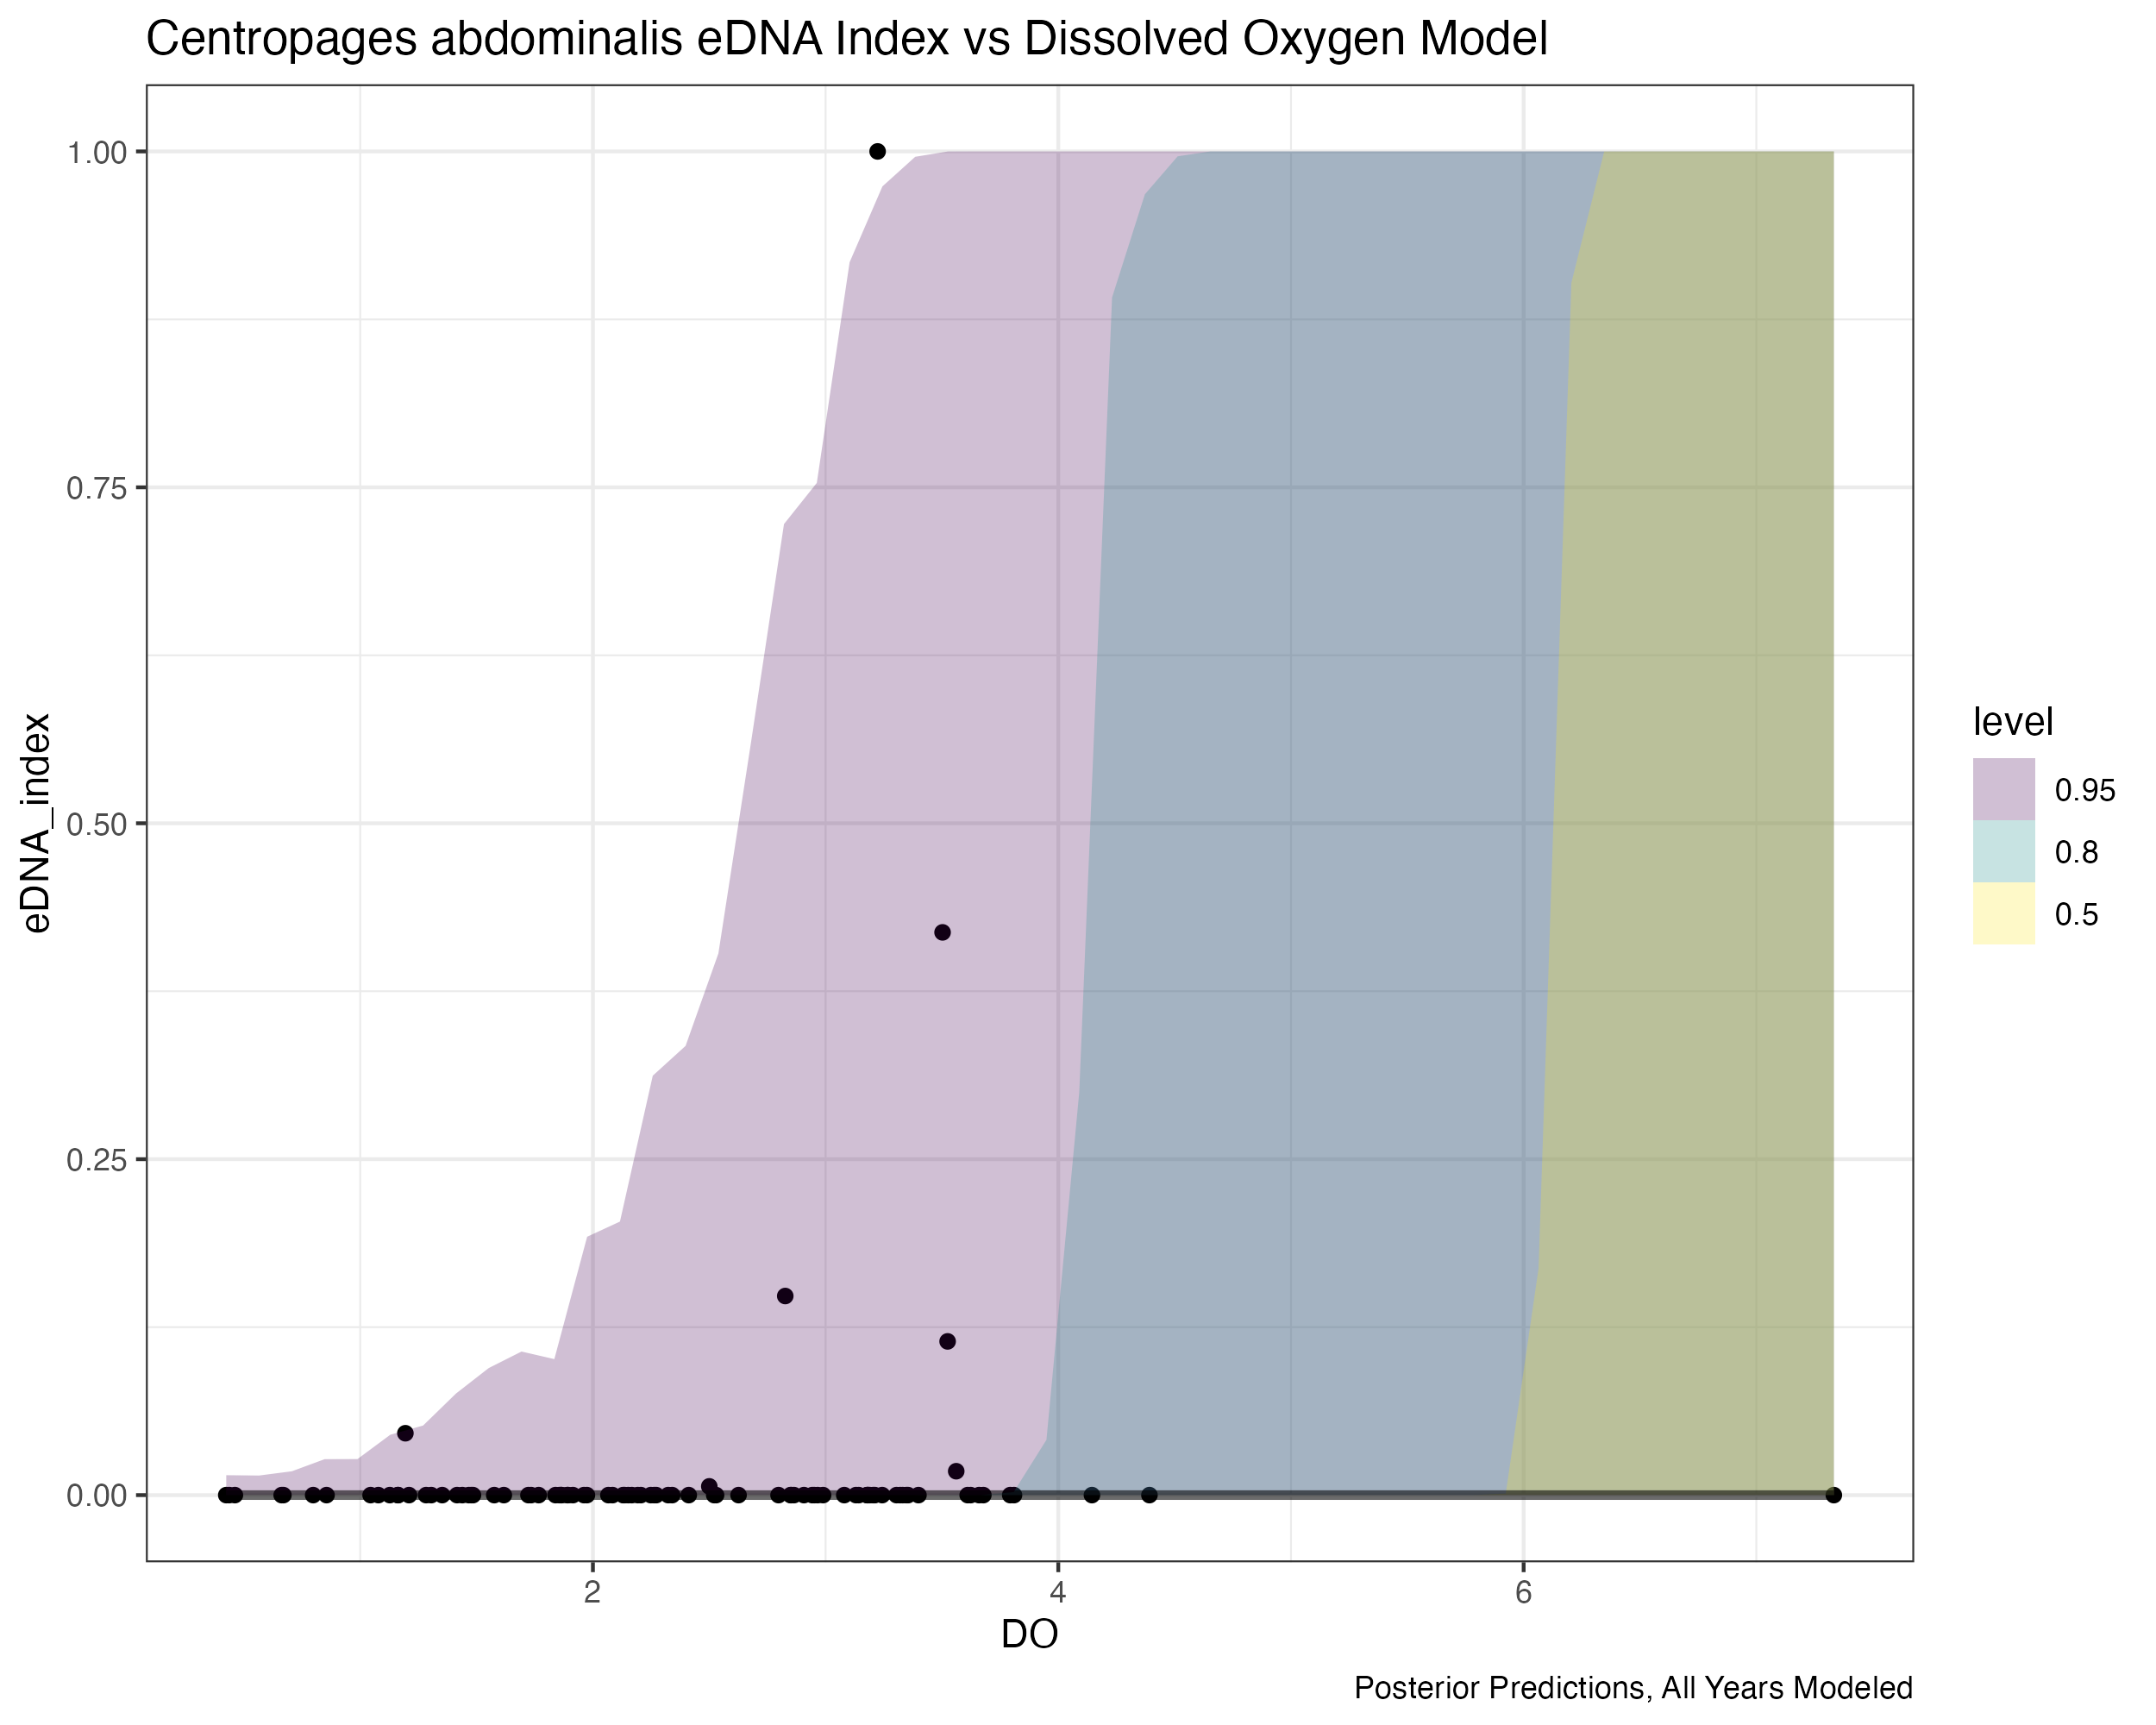 Centropages abdominalis eDNA Index vs Dissolved Oxygen Model
1.00
0.75
0.50
0.25
0.00
eDNA_index
2
4
6
DO
level
0.95
0.8
0.5
Posterior Predictions, All Years Modeled